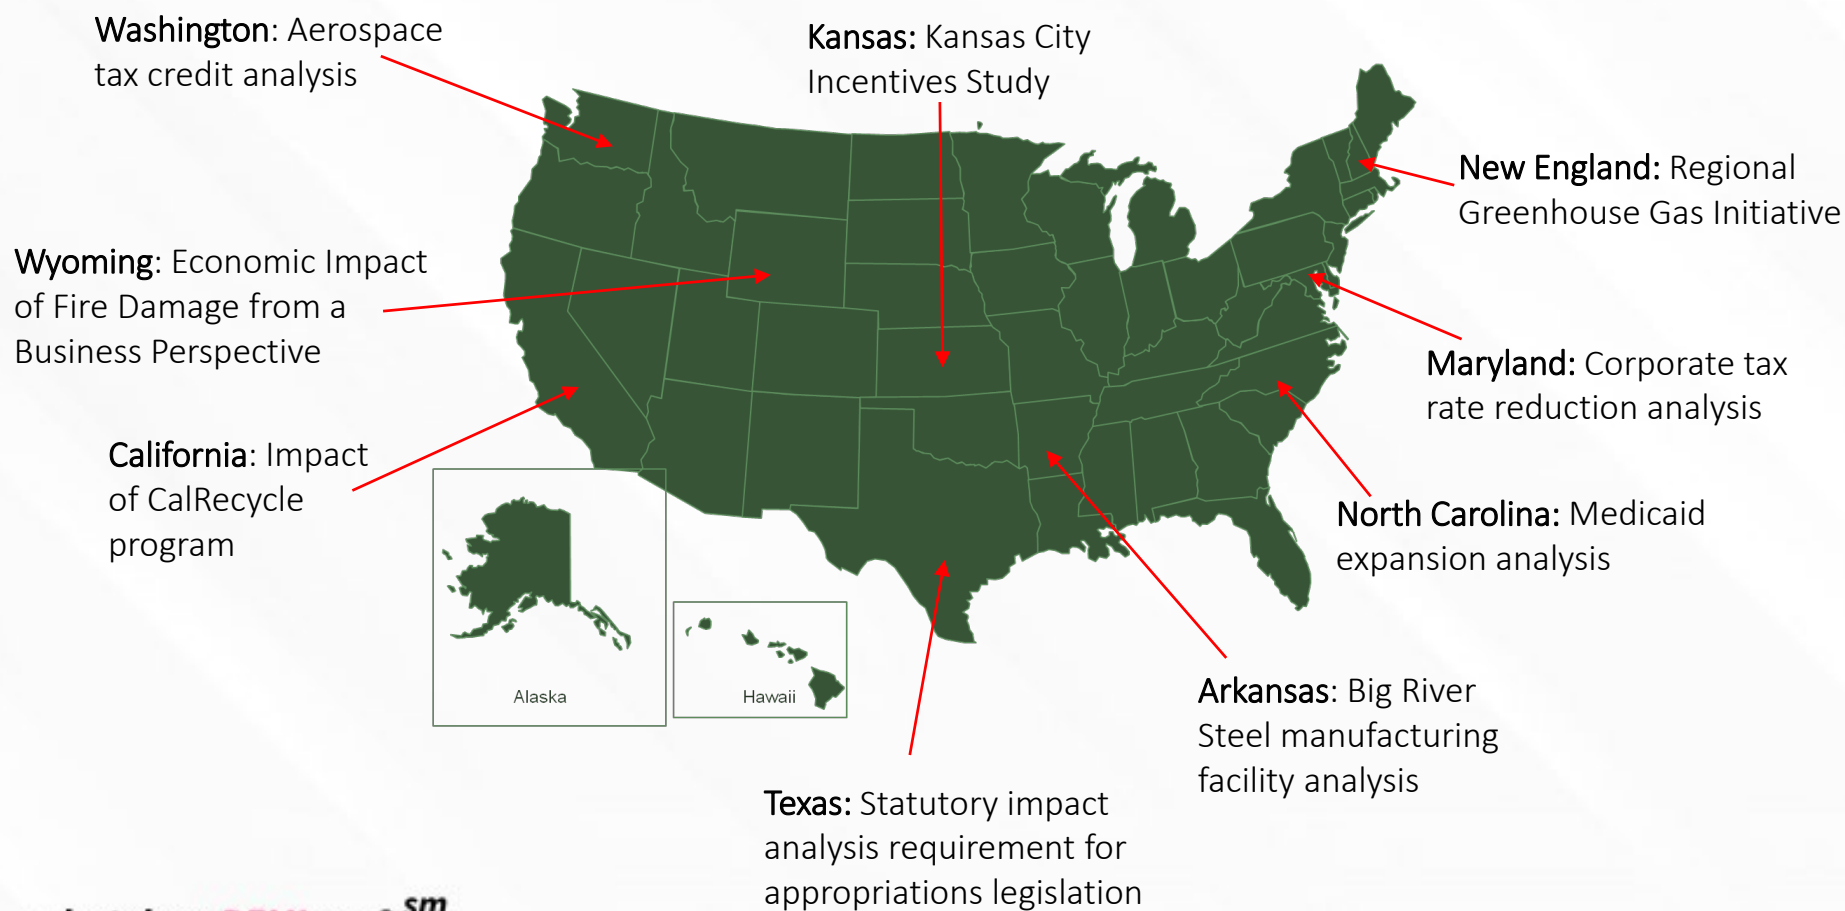 Washington: Aerospace
tax credit analysis
Kansas: Kansas City
Incentives Study
New England: Regional
Greenhouse Gas Initiative
Wyoming: Economic Impact
of Fire Damage from a
Business Perspective
Maryland: Corporate tax
rate reduction analysis
California: Impact
of CalRecycle
program
North Carolina: Medicaid
expansion analysis
Alaska
Hawaii
Arkansas: Big River
Steel manufacturing
facility analysis
Texas: Statutory impact
analysis requirement for
appropriations legislation
sm